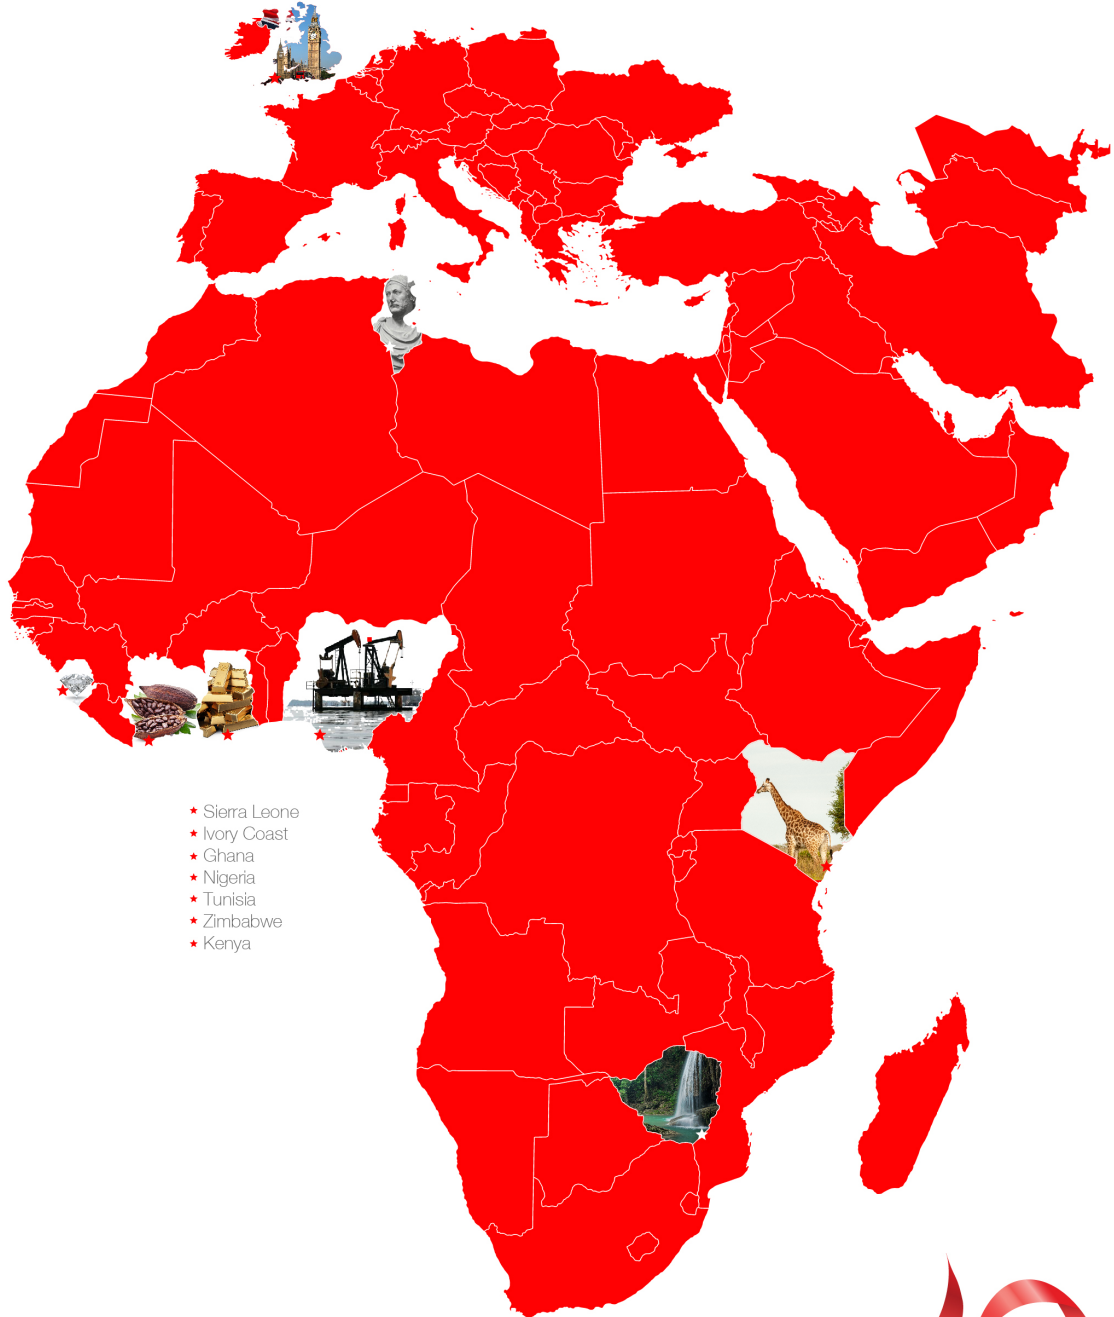 Sierra Leone
Ivory Coast
Ghana
Nigeria
Tunisia
Zimbabwe
Kenya